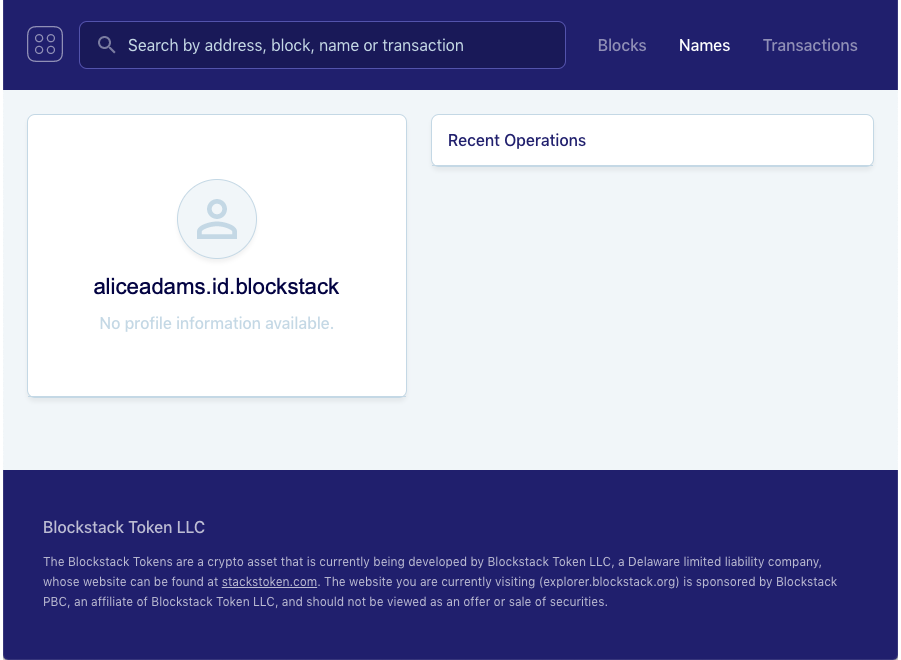 Search by address, block, name or transaction
Blocks
Names
Transactions
aliceadams.id.blockstack
No profile information available.
Recent Operations
Blockstack Token LLC
The Blockstack Tokens are a crypto asset that is currently being developed by Blockstack Token LLC, a Delaware limited liability company,
whose website can be found at stackstoken.com. The website you are currently visiting (explorer.blockstack.org) is sponsored by Blockstack
PBC, an affiliate of Blockstack Token LLC, and should not be viewed as an offer or sale of securities.